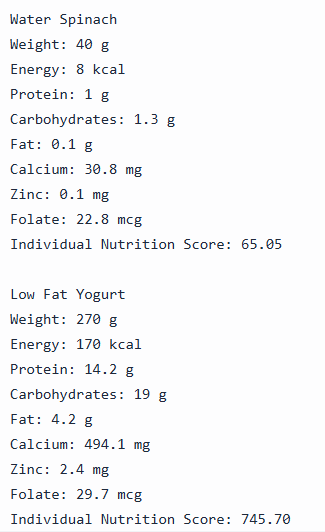 Water Spinach
Weight: 40 g
Energy: 8 kcal
Protein: 1 g
Carbohydrates: 1.3 g
Fat: 0.1 g
Calcium: 30.8 mg
Zinc: 0.1 mg
Folate: 22.8 mcg
Individual Nutrition Score: 65.05

Low Fat Yogurt
Weight: 270 g
Energy: 170 kcal
Protein: 14.2 g
Carbohydrates: 19 g
Fat: 4.2 g
Calcium: 494.1 mg
Zinc: 2.4 mg
Folate: 29.7 mcg
Individual Nutrition Score: 745.70